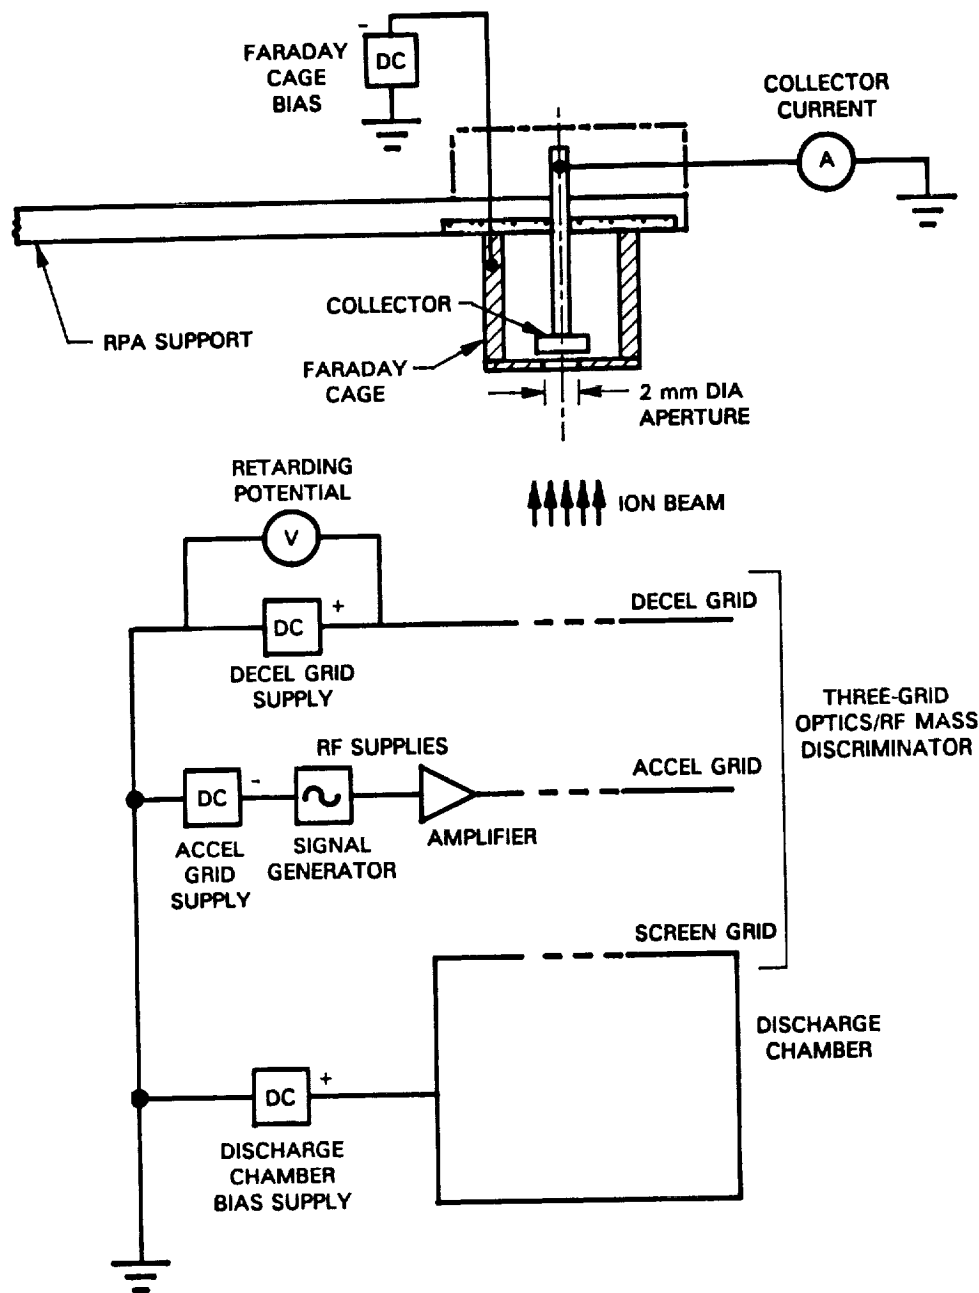 -
FARADAY
CAGE
BIAS
DC
COLLECTOR
CURRENT
A
COLLECTOR
RPA SUPPORT
FARADAY
CAGE
2 mm DIA
APERTURE
RETARDING
POTENTIAL
V
ION BEAM
DC
+
DECEL GRID
DECEL GRID
SUPPLY
THREE-GRID
OPTICS/RF MASS
DISCRIMINATOR
RF SUPPLIES
ACCEL GRID
DC
-
AMPLIFIER
ACCEL
GRID
SUPPLY
SIGNAL
GENERATOR
SCREEN GRID
DISCHARGE
CHAMBER
DC
+
DISCHARGE
CHAMBER
BIAS SUPPLY